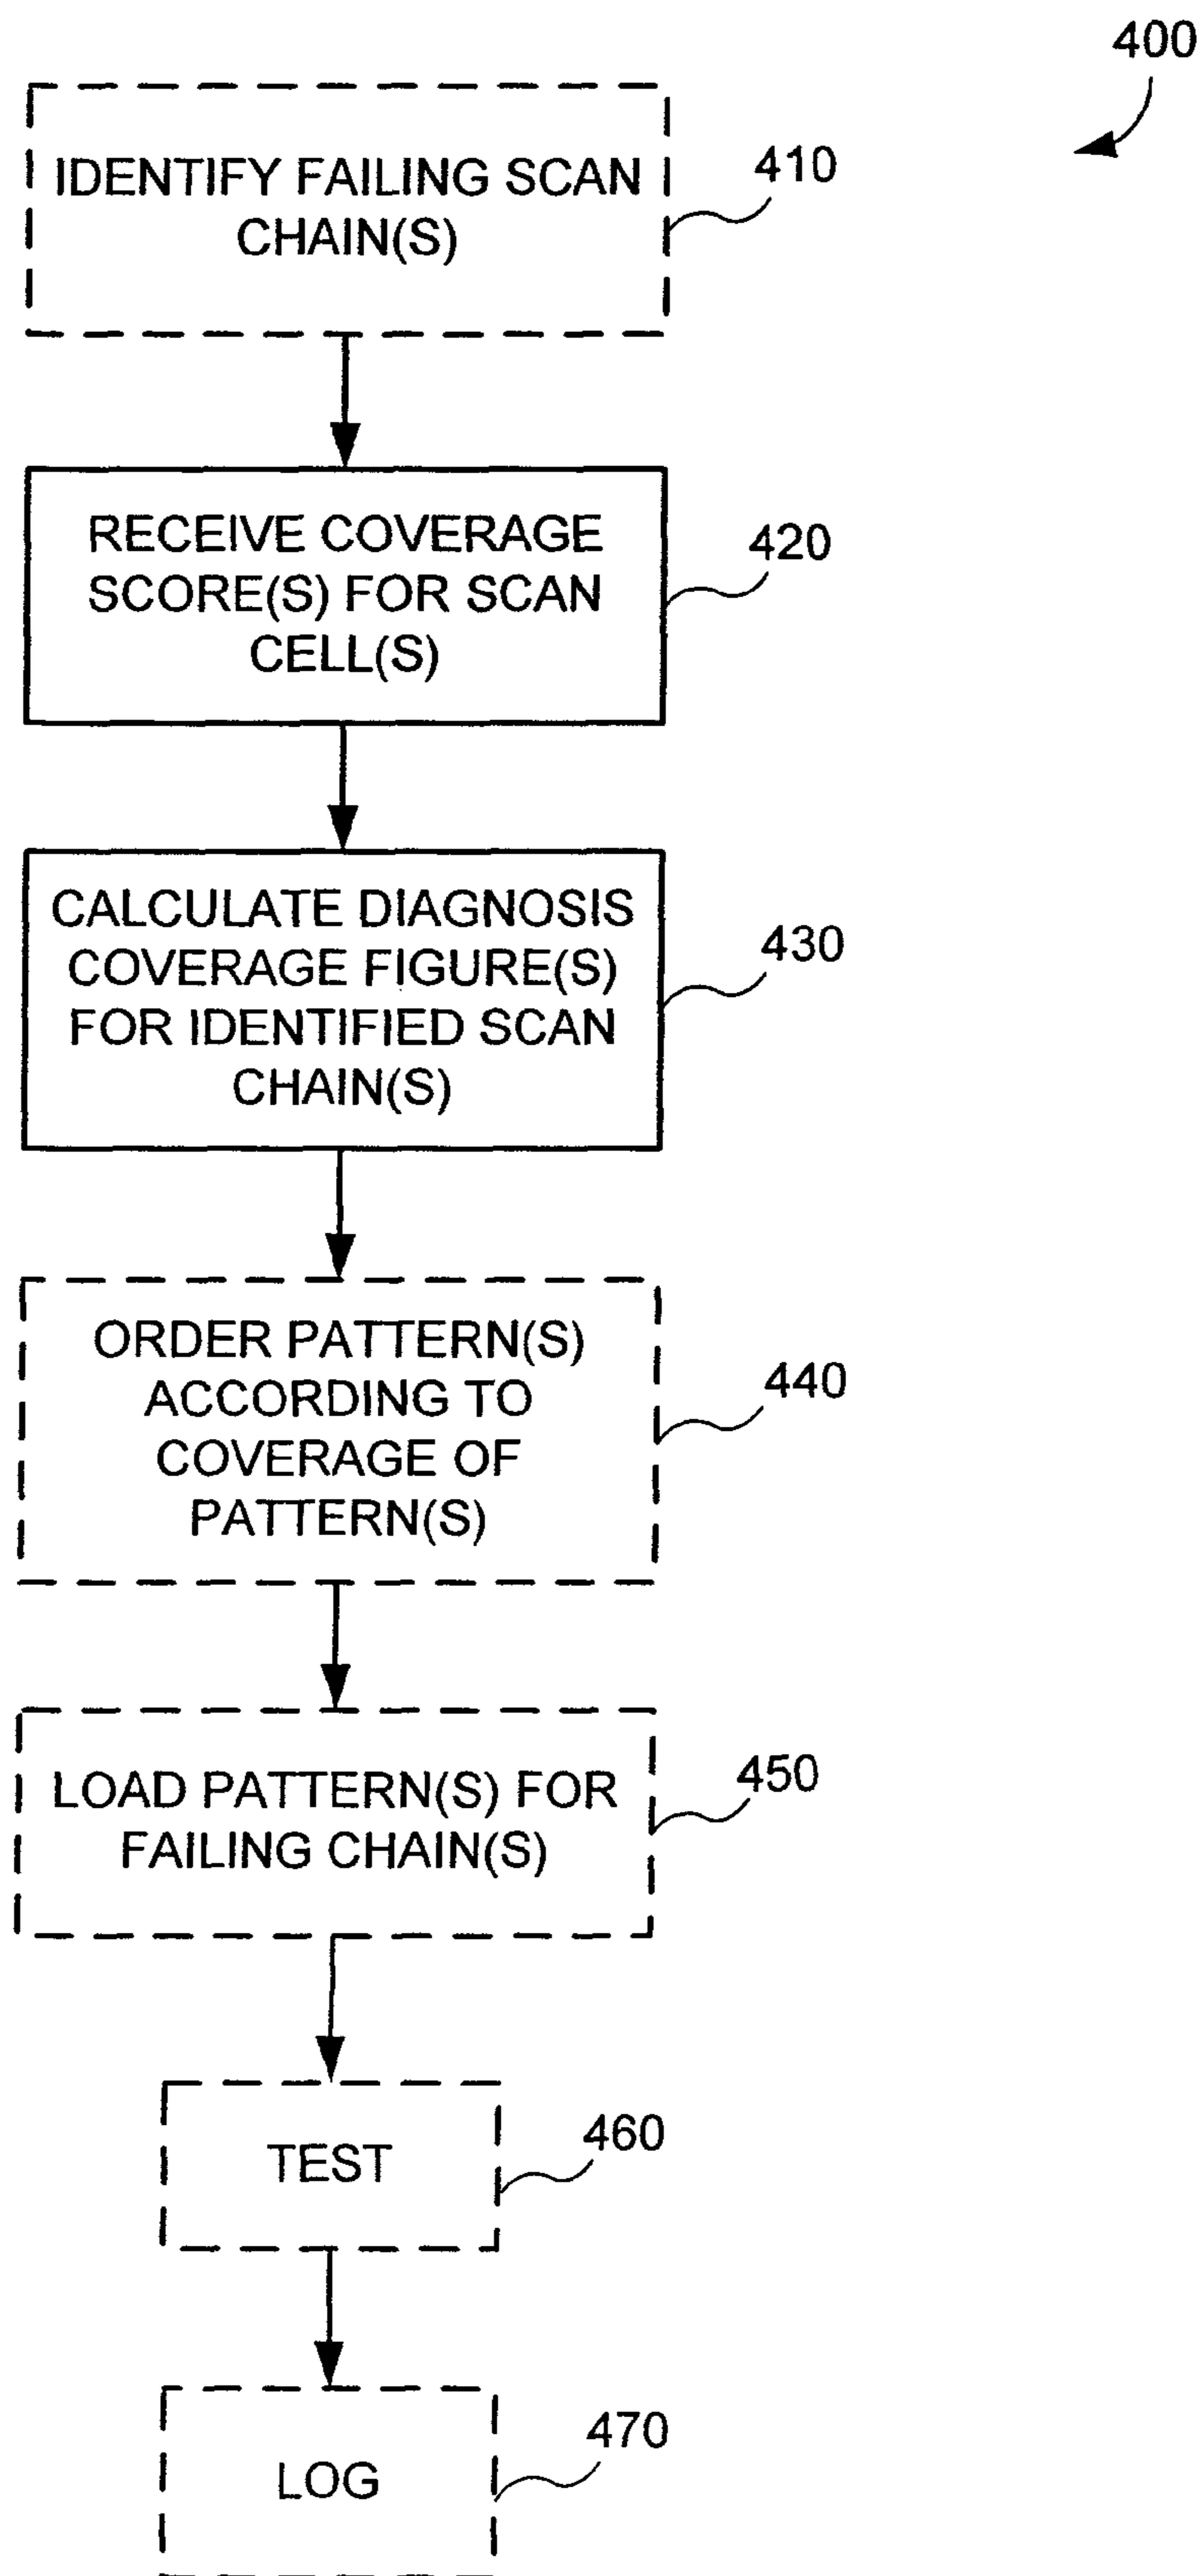 400
IDENTIFY FAILING SCAN
CHAIN(S)
410
RECEIVE COVERAGE
SCORE(S) FOR SCAN
CELL(S)
420
CALCULATE DIAGNOSIS
COVERAGE FIGURE(S)
FOR IDENTIFIED SCAN
CHAIN(S)
430
ORDER PATTERN(S)
ACCORDING TO
COVERAGE OF
PATTERN(S)
440
LOAD PATTERN(S) FOR
FAILING CHAIN(S)
450
TEST
460
LOG
470